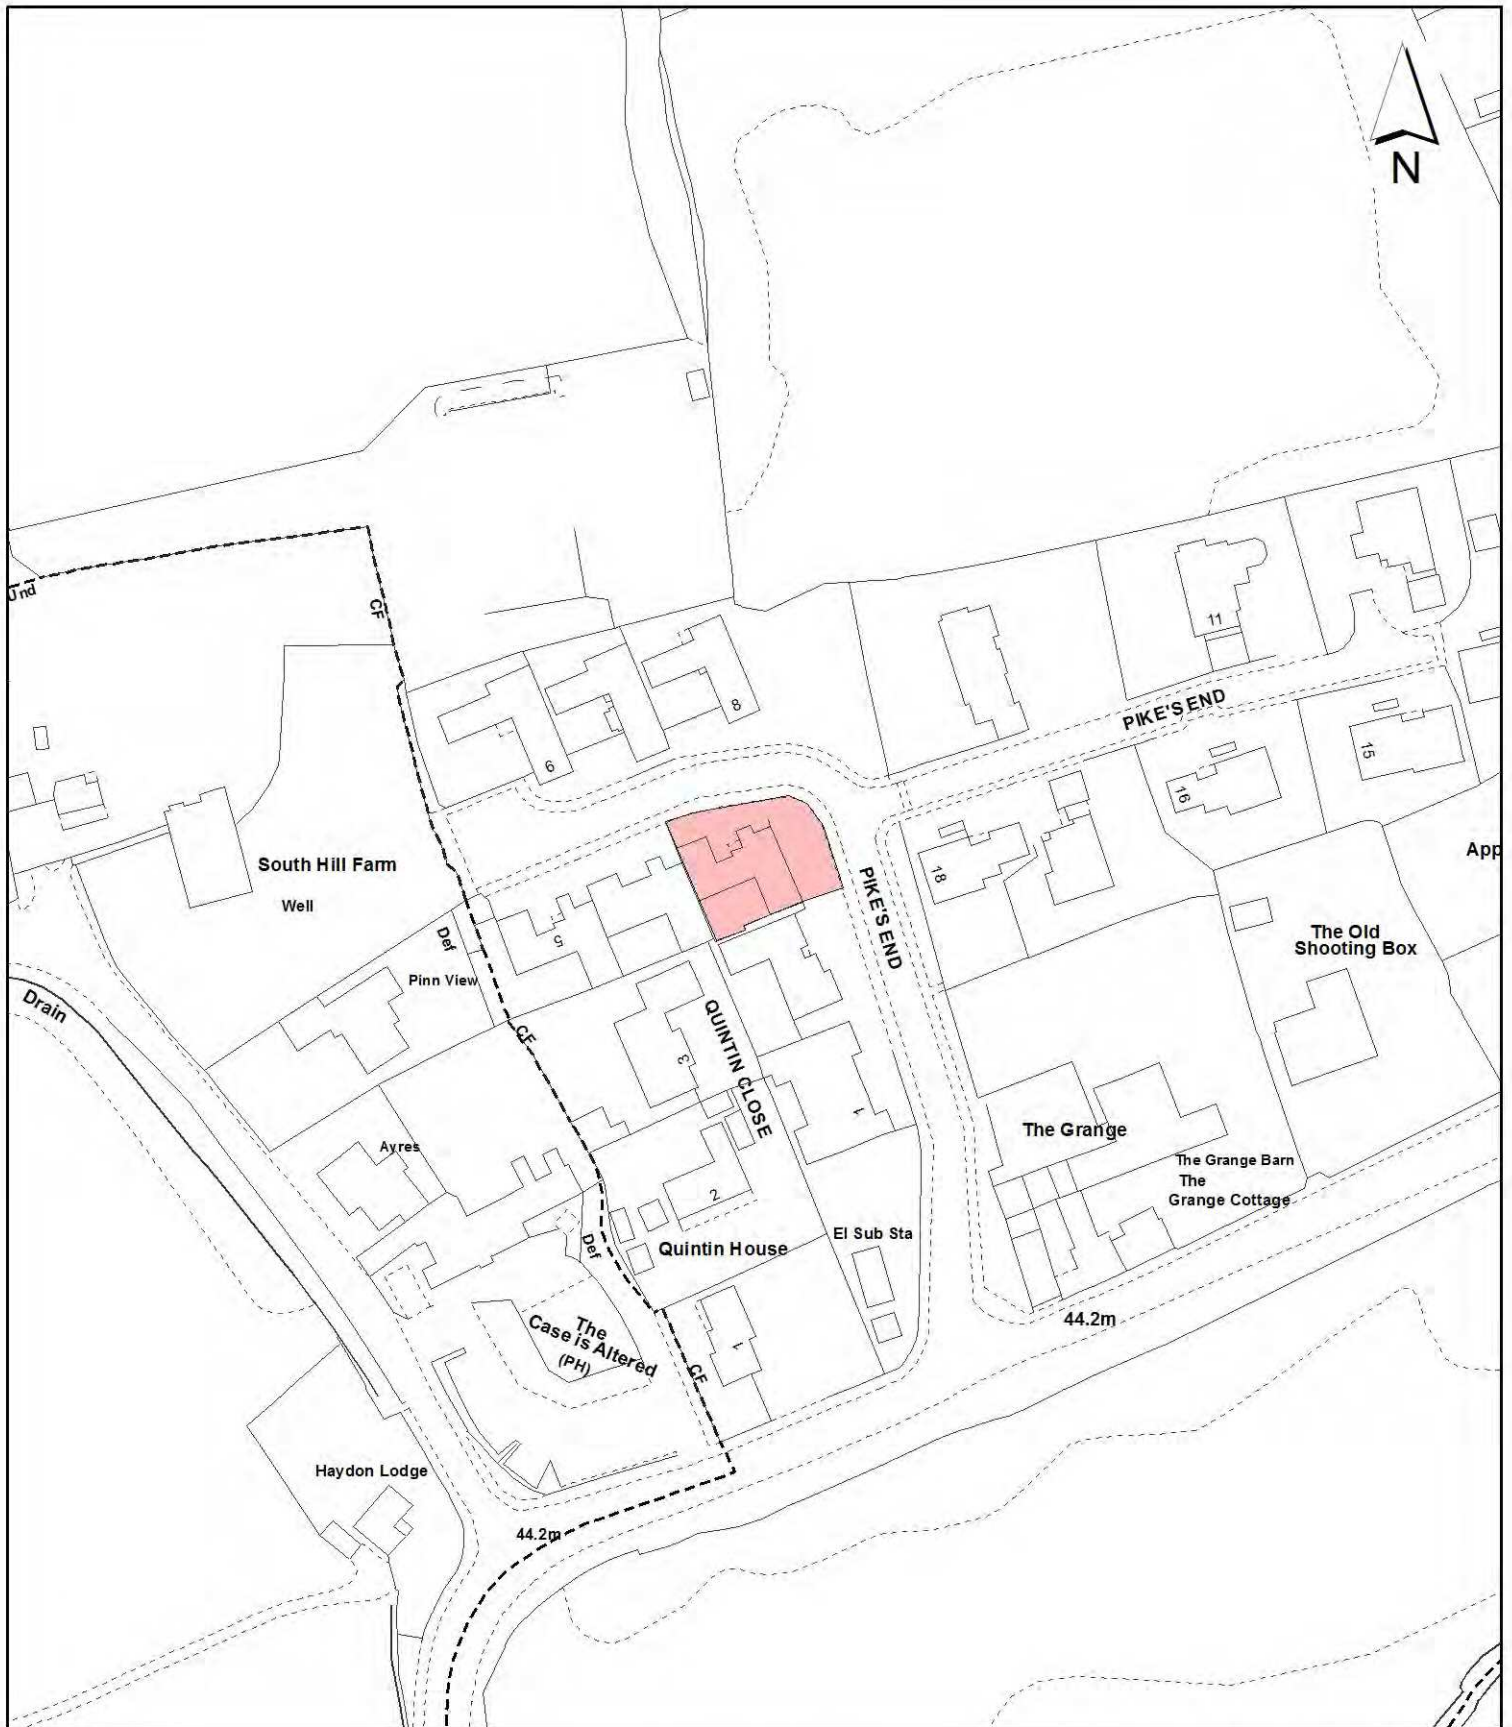 N
Und
CF
11
PIKE'S END
8
6
15
16
South Hill Farm
Well
App
18
PIKE'S END
The Old
Shooting Box
Def
5
Pinn View
Drain
CF
QUINTIN CLOSE
3
1
The Grange
Ayres
The Grange Barn
The
Grange Cottage
2
El Sub Sta
Def
Quintin House
The
Case is Altered
(PH)
44.2m
1
CF
Haydon Lodge
44.2m